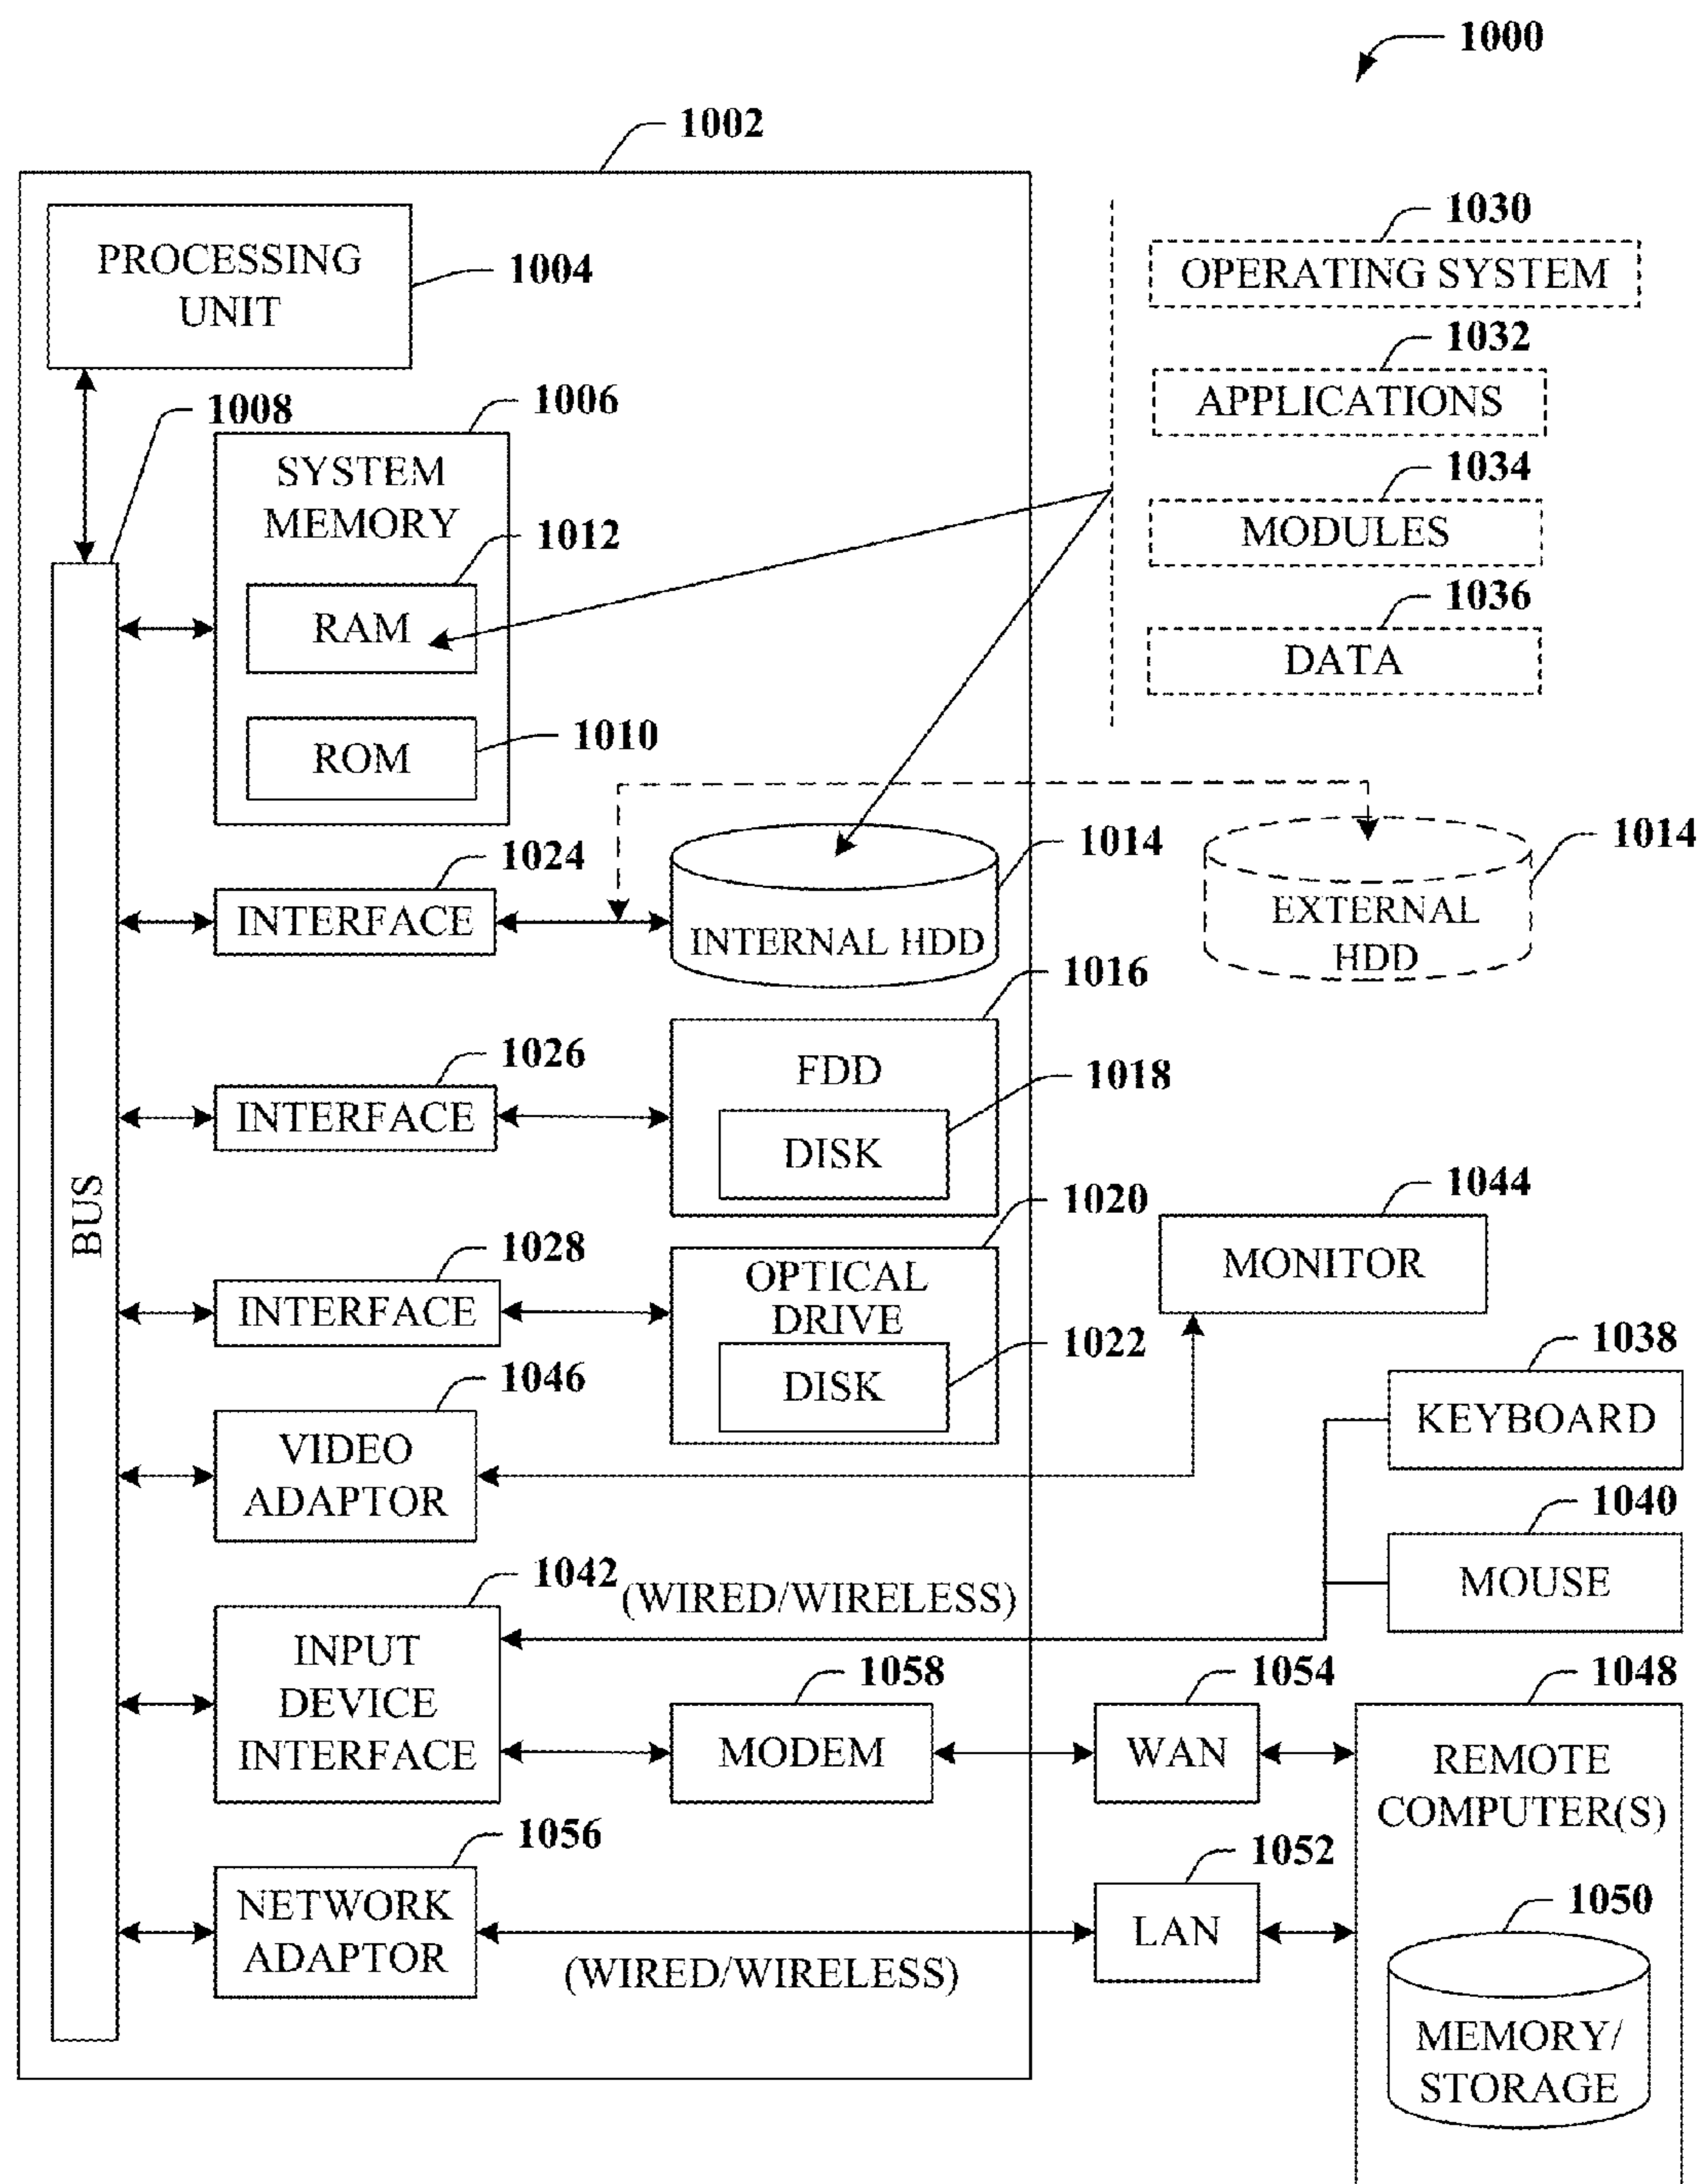 1000
1002
PROCESSING
UNIT
1004
1008
1006
SYSTEM
MEMORY
1012
RAM
1010
ROM
1030
OPERATING SYSTEM
1032
APPLICATIONS
1034
MODULES
1036
DATA
1024
INTERFACE
1014
INTERNAL HDD
1014
EXTERNAL
HDD
1026
INTERFACE
1016
FDD
1018
DISK
BUS
1028
INTERFACE
1020
OPTICAL
DRIVE
1022
DISK
1044
MONITOR
1046
VIDEO
ADAPTOR
1038
KEYBOARD
1040
MOUSE
1042
(WIRED/WIRELESS)
INPUT
DEVICE
INTERFACE
1058
MODEM
1054
WAN
1048
REMOTE
COMPUTER(S)
1056
NETWORK
ADAPTOR
(WIRED/WIRELESS)
1052
LAN
1050
MEMORY/
STORAGE